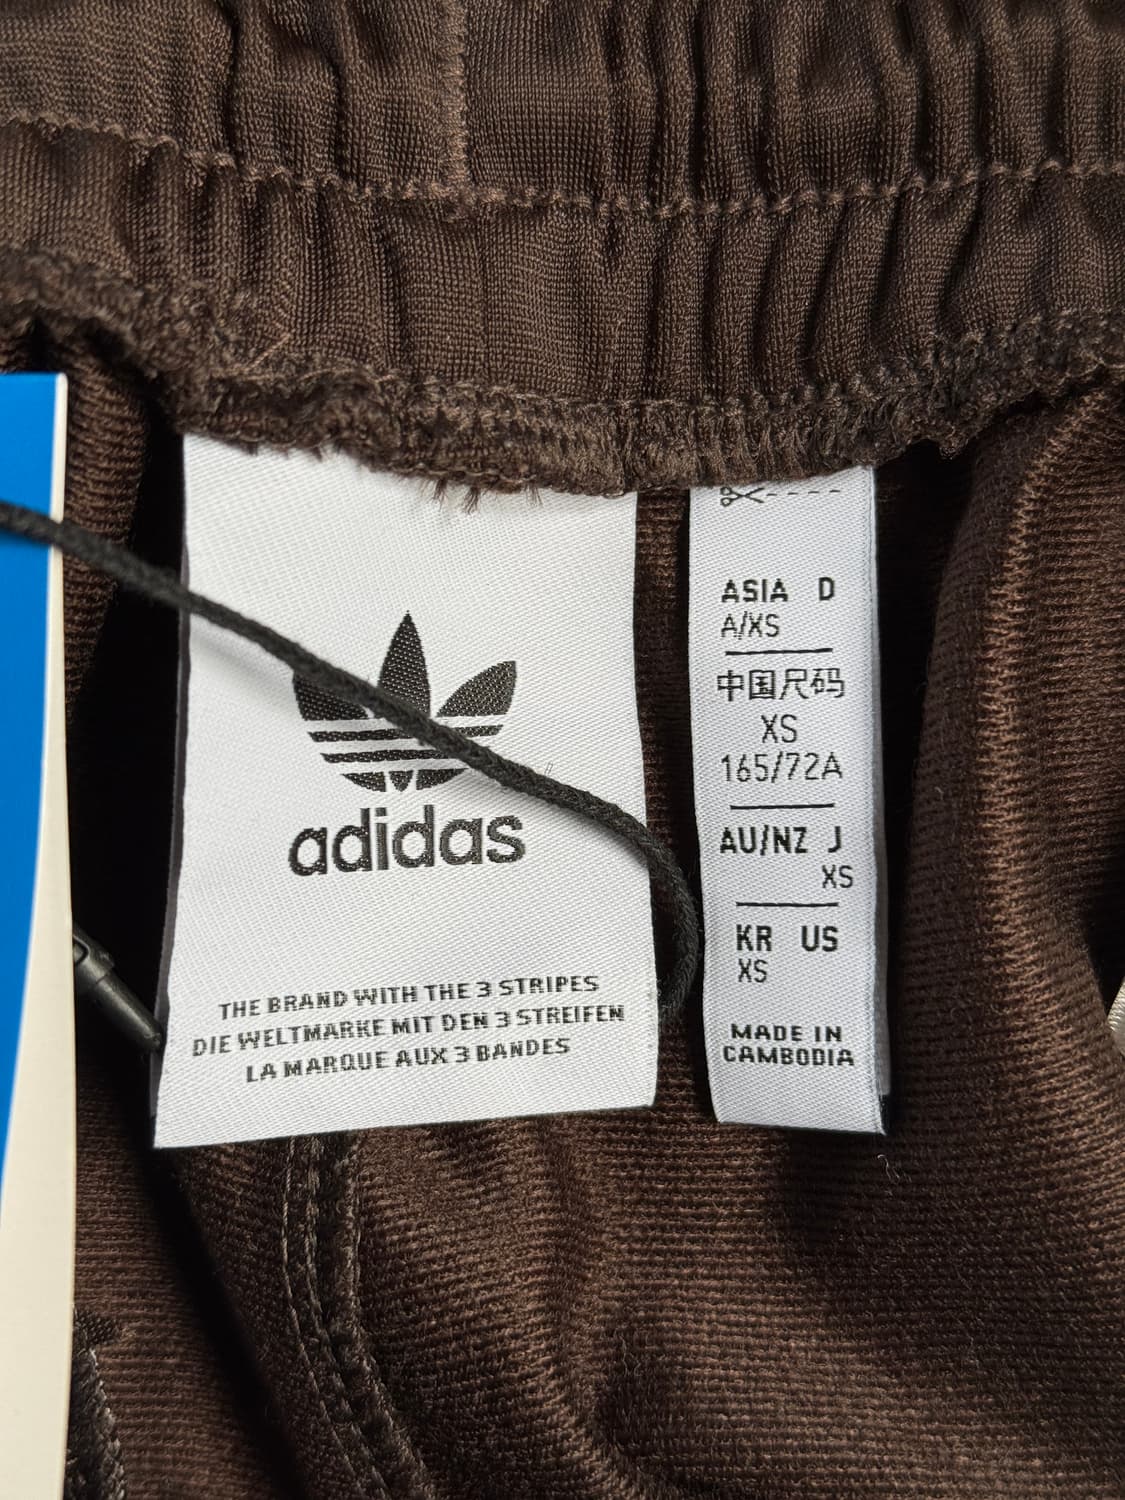 adidas
THE BRAND WITH THE 3 STRIPES
DIE WELTMARKE MIT DEN 3 STREIFEN
LA MARQUE AUX 3 BANDES
ASIA D
A/XS
中国尺码
XS
165/72A
AU/NZ J
XS
KR US
XS
MADE IN
CAMBODIA